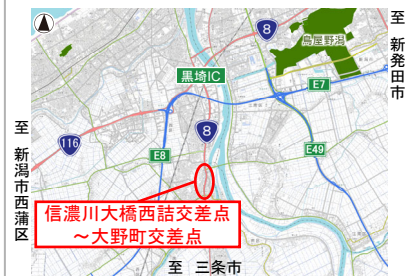 8
鳥屋野潟
至 新発田市
黒埼IC
E7
116
8
E8
E49
至 新潟市西蒲区
信濃川大橋西詰交差点
～大野町交差点
至 三条市